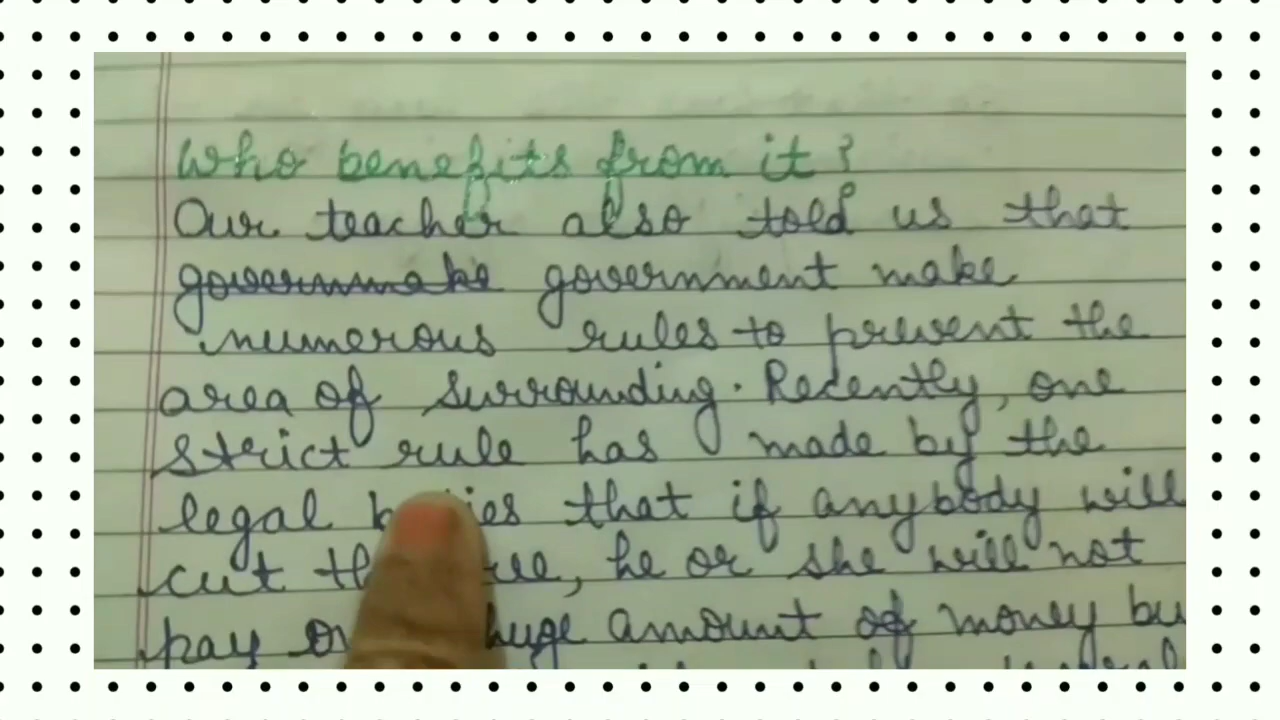 Who benefits from it?
Our teacher also told us that
governmake government make
numerous rules to prevent the
area of surrounding. Recently, one
strict rule has made by the
legal that if anybody will
cut he or she will not
pay huge amount of money